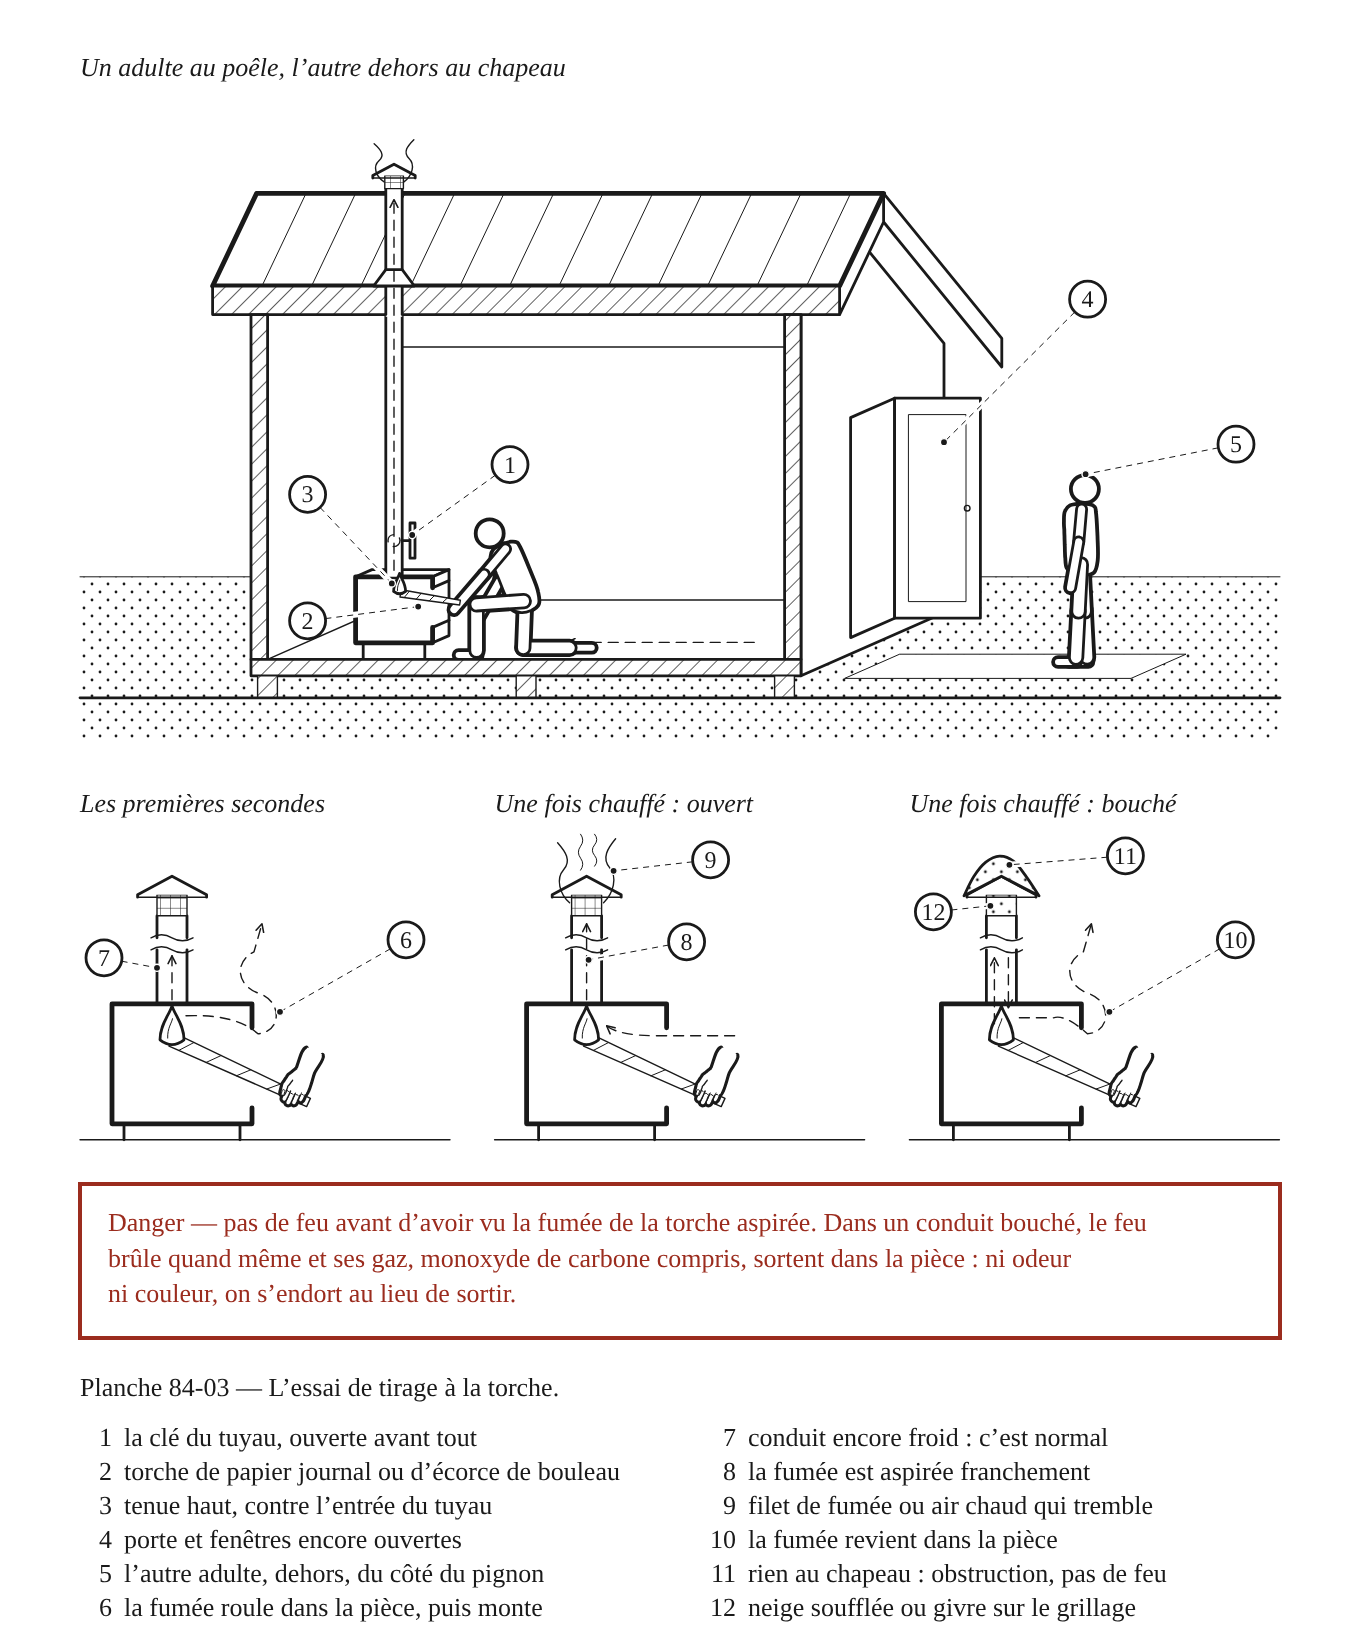 Un adulte au poêle, l’autre dehors au chapeau
4
5
1
3
2
Les premières secondes
Une fois chauffé : ouvert
Une fois chauffé : bouché
7
6
9
8
11
12
10
Danger — pas de feu avant d’avoir vu la fumée de la torche aspirée. Dans un conduit bouché, le feu
brûle quand même et ses gaz, monoxyde de carbone compris, sortent dans la pièce : ni odeur
ni couleur, on s’endort au lieu de sortir.
Planche 84-03 — L’essai de tirage à la torche.
1 la clé du tuyau, ouverte avant tout
2 torche de papier journal ou d’écorce de bouleau
3 tenue haut, contre l’entrée du tuyau
4 porte et fenêtres encore ouvertes
5 l’autre adulte, dehors, du côté du pignon
6 la fumée roule dans la pièce, puis monte
7 conduit encore froid : c’est normal
8 la fumée est aspirée franchement
9 filet de fumée ou air chaud qui tremble
10 la fumée revient dans la pièce
11 rien au chapeau : obstruction, pas de feu
12 neige soufflée ou givre sur le grillage